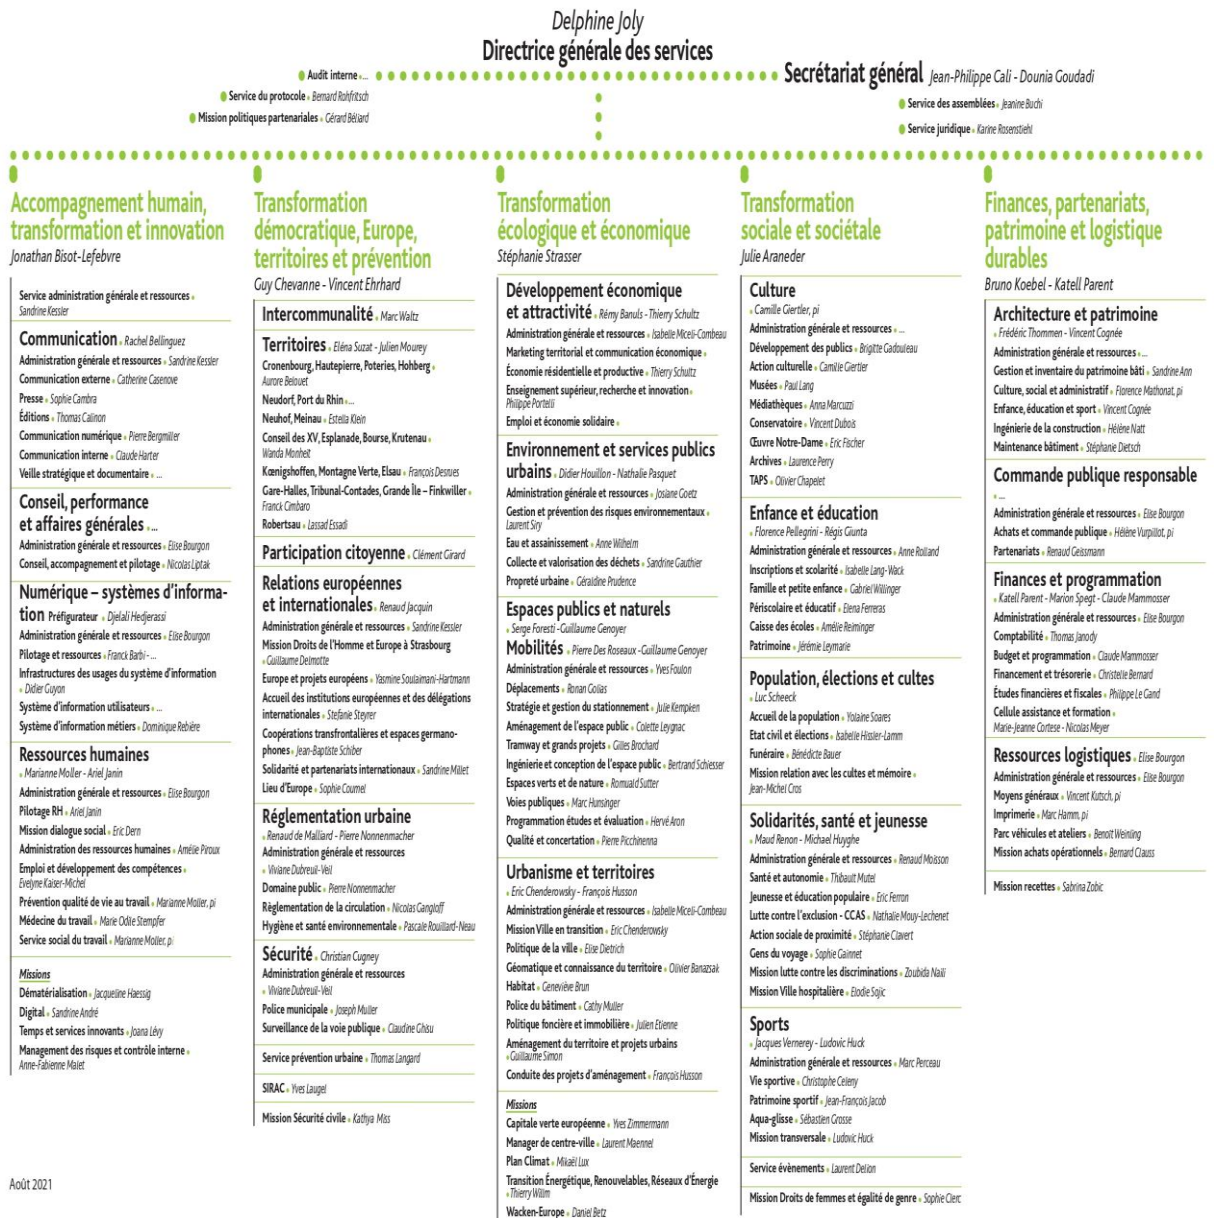 Delphine Joly
Directrice générale des services
Audit interne • ...
Secrétariat général Jean-Philippe Cali - Dounia Goudadi
Service du protocole • Bernard Rohfritsch
Mission politiques partenariales • Gérard Béliard
Service des assemblées • Jeanine Buchi
Service juridique • Karine Rosenstiehl
Accompagnement humain,
transformation et innovation
Jonathan Bisot-Lefebvre
Service administration générale et ressources •
Sandrine Kessler
Communication • Rachel Bellinguez
Administration générale et ressources • Sandrine Kessler
Communication externe • Catherine Casenove
Presse • Sophie Cambra
Éditions • Thomas Calinon
Communication numérique • Pierre Bergmiller
Communication interne • Claude Harter
Veille stratégique et documentaire • ...
Conseil, performance
et affaires générales • ...
Administration générale et ressources • Elise Bourgon
Conseil, accompagnement et pilotage • Nicolas Liptak
Numérique – systèmes d'informa-
tion Préfigurateur • Djelali Hedjerassi
Administration générale et ressources • Elise Bourgon
Pilotage et ressources • Franck Barbi - ...
Infrastructures des usages du système d'information
• Didier Guyon
Système d'information utilisateurs • ...
Système d'information métiers • Dominique Rebière
Ressources humaines
• Marianne Moller - Ariel Janin
Administration générale et ressources • Elise Bourgon
Pilotage RH • Ariel Janin
Mission dialogue social • Eric Dern
Administration des ressources humaines • Amélie Piroux
Emploi et développement des compétences •
Evelyne Kaiser-Michel
Prévention qualité de vie au travail • Marianne Moller, pi
Médecine du travail • Marie Odile Stempfer
Service social du travail • Marianne Moller, pi
Missions
Dématérialisation • Jacqueline Haessig
Digital • Sandrine André
Temps et services innovants • Joana Lévy
Management des risques et contrôle interne •
Anne-Fabienne Malet
Août 2021
Transformation
démocratique, Europe,
territoires et prévention
Guy Chevanne - Vincent Ehrhard
Intercommunalité • Marc Waltz
Territoires • Eléna Suzat - Julien Mourey
Cronenbourg, Hautepierre, Poteries, Hohberg •
Aurore Belouet
Neudorf, Port du Rhin • ...
Neuhof, Meinau • Estella Klein
Conseil des XV, Esplanade, Bourse, Krutenau •
Wanda Monheit
Kœnigshoffen, Montagne Verte, Elsau • François Desrues
Gare-Halles, Tribunal-Contades, Grande Île – Finkwiller •
Franck Cimbaro
Robertsau • Lassad Essadi
Participation citoyenne • Clément Girard
Relations européennes
et internationales • Renaud Jacquin
Administration générale et ressources • Sandrine Kessler
Mission Droits de l'Homme et Europe à Strasbourg
• Guillaume Delmotte
Europe et projets européens • Yasmine Soulaimani-Hartmann
Accueil des institutions européennes et des délégations
internationales • Stefanie Steyrer
Coopérations transfrontalières et espaces germano-
phones • Jean-Baptiste Schiber
Solidarité et partenariats internationaux • Sandrine Millet
Lieu d'Europe • Sophie Coumel
Réglementation urbaine
• Renaud de Malliard - Pierre Nonnenmacher
Administration générale et ressources
• Viviane Dubreuil-Veil
Domaine public • Pierre Nonnenmacher
Règlementation de la circulation • Nicolas Gangloff
Hygiène et santé environnementale • Pascale Rouillard-Neau
Sécurité • Christian Cugney
Administration générale et ressources
• Viviane Dubreuil-Veil
Police municipale • Joseph Muller
Surveillance de la voie publique • Claudine Ghisu
Service prévention urbaine • Thomas Langard
SIRAC • Yves Laugel
Mission Sécurité civile • Kathya Miss
Transformation
écologique et économique
Stéphanie Strasser
Développement économique
et attractivité • Rémy Banuls - Thierry Schultz
Administration générale et ressources • Isabelle Miceli-Combeau
Marketing territorial et communication économique •
Économie résidentielle et productive • Thierry Schultz
Enseignement supérieur, recherche et innovation •
Philippe Portelli
Emploi et économie solidaire •
Environnement et services publics
urbains • Didier Houillon - Nathalie Pasquet
Administration générale et ressources • Josiane Goetz
Gestion et prévention des risques environnementaux •
Laurent Siry
Eau et assainissement • Anne Wilhelm
Collecte et valorisation des déchets • Sandrine Gauthier
Propreté urbaine • Géraldine Prudence
Espaces publics et naturels
• Serge Foresti -Guillaume Genoyer
Mobilités • Pierre Des Roseaux -Guillaume Genoyer
Administration générale et ressources • Yves Foulon
Déplacements • Ronan Golias
Stratégie et gestion du stationnement • Julie Kempken
Aménagement de l'espace public • Colette Leygnac
Tramway et grands projets • Gilles Brochard
Ingénierie et conception de l'espace public • Bertrand Schiesser
Espaces verts et de nature • Romuald Sutter
Voies publiques • Marc Hunsinger
Programmation études et évaluation • Hervé Aron
Qualité et concertation • Pierre Picchinenna
Urbanisme et territoires
• Eric Chenderowsky - François Husson
Administration générale et ressources • Isabelle Miceli-Combeau
Mission Ville en transition • Eric Chenderowsky
Politique de la ville • Elise Dietrich
Géomatique et connaissance du territoire • Olivier Banazsak
Habitat • Geneviève Brun
Police du bâtiment • Cathy Muller
Politique foncière et immobilière • Julien Etienne
Aménagement du territoire et projets urbains
• Guillaume Simon
Conduite des projets d'aménagement • François Husson
Missions
Capitale verte européenne • Yves Zimmermann
Manager de centre-ville • Laurent Maennel
Plan Climat • Mikaël Lux
Transition Énergétique, Renouvelables, Réseaux d'Énergie
• Thierry Willm
Wacken-Europe • Daniel Betz
Transformation
sociale et sociétale
Julie Araneder
Culture
• Camille Giertler, pi
Administration générale et ressources • ...
Développement des publics • Brigitte Gadouleau
Action culturelle • Camille Giertler
Musées • Paul Lang
Médiathèques • Anna Marcuzzi
Conservatoire • Vincent Dubois
Œuvre Notre-Dame • Eric Fischer
Archives • Laurence Perry
TAPS • Olivier Chapelet
Enfance et éducation
• Florence Pellegrini - Régis Giunta
Administration générale et ressources • Anne Rolland
Inscriptions et scolarité • Isabelle Lang-Wack
Famille et petite enfance • Gabriel Willinger
Périscolaire et éducatif • Elena Ferreras
Caisse des écoles • Amélie Reiminger
Patrimoine • Jérémie Leymarie
Population, élections et cultes
• Luc Scheeck
Accueil de la population • Yolaine Soares
Etat civil et élections • Isabelle Hissler-Lamm
Funéraire • Bénédicte Bauer
Mission relation avec les cultes et mémoire •
Jean-Michel Cros
Solidarités, santé et jeunesse
• Maud Renon - Michael Huyghe
Administration générale et ressources • Renaud Moisson
Santé et autonomie • Thibault Mutel
Jeunesse et éducation populaire • Eric Ferron
Lutte contre l'exclusion - CCAS • Nathalie Mouy-Lechenet
Action sociale de proximité • Stéphanie Clavert
Gens du voyage • Sophie Gainnet
Mission lutte contre les discriminations • Zoubida Naili
Mission Ville hospitalière • Elodie Sojic
Sports
• Jacques Vernerey - Ludovic Huck
Administration générale et ressources • Marc Perceau
Vie sportive • Christophe Celeny
Patrimoine sportif • Jean-François Jacob
Aqua-glisse • Sébastien Grosse
Mission transversale • Ludovic Huck
Service évènements • Laurent Delion
Mission Droits de femmes et égalité de genre • Sophie Clerc
Finances, partenariats,
patrimoine et logistique
durables
Bruno Koebel - Katell Parent
Architecture et patrimoine
• Frédéric Thommen - Vincent Cognée
Administration générale et ressources • ...
Gestion et inventaire du patrimoine bâti • Sandrine Ann
Culture, social et administratif • Florence Mathonat, pi
Enfance, éducation et sport • Vincent Cognée
Ingénierie de la construction • Hélène Natt
Maintenance bâtiment • Stéphanie Dietsch
Commande publique responsable
• ...
Administration générale et ressources • Elise Bourgon
Achats et commande publique • Hélène Vurpillot, pi
Partenariats • Renaud Geissmann
Finances et programmation
• Katell Parent - Marion Spegt - Claude Mammosser
Administration générale et ressources • Elise Bourgon
Comptabilité • Thomas Janody
Budget et programmation • Claude Mammosser
Financement et trésorerie • Christelle Bernard
Études financières et fiscales • Philippe Le Gand
Cellule assistance et formation •
Marie-Jeanne Cortese - Nicolas Meyer
Ressources logistiques • Elise Bourgon
Administration générale et ressources • Elise Bourgon
Moyens généraux • Vincent Kutsch, pi
Imprimerie • Marc Hamm, pi
Parc véhicules et ateliers • Benoît Weinling
Mission achats opérationnels • Bernard Clauss
Mission recettes • Sabrina Zobic